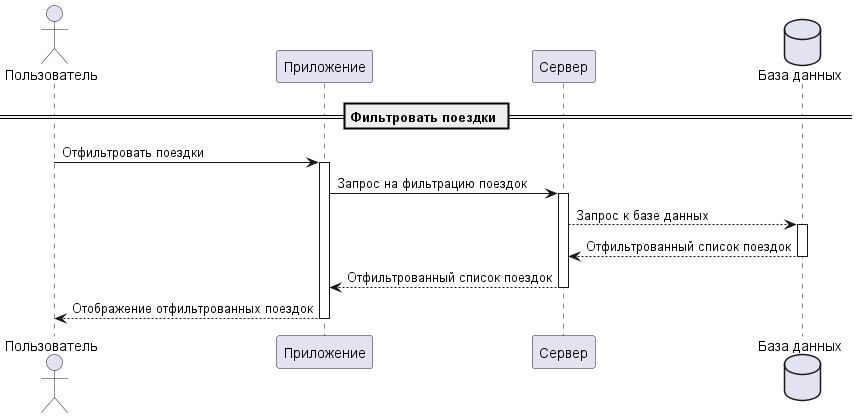 Пользователь
Приложение
Сервер
База данных
Фильтровать поездки
Отфильтровать поездки
Запрос на фильтрацию поездок
Запрос к базе данных
Отфильтрованный список поездок
Отфильтрованный список поездок
Отображение отфильтрованных поездок
Пользователь
Приложение
Сервер
База данных